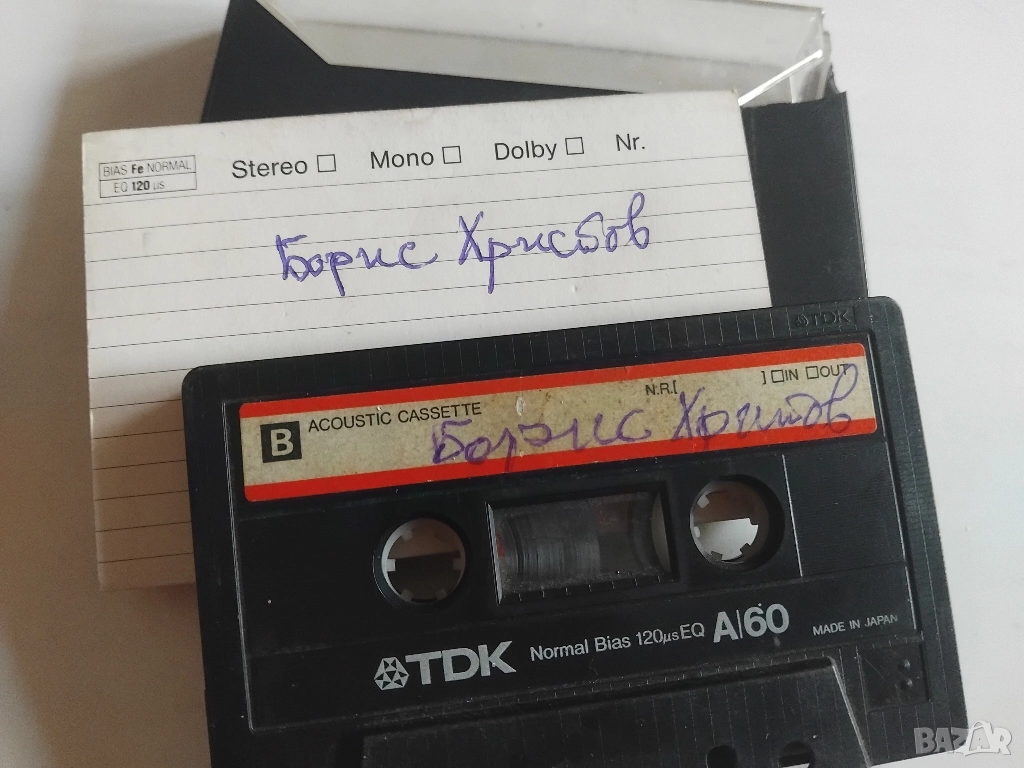 BIAS Fe NORMAL
EQ 120 µs
Stereo ☐ Mono ☐ Dolby ☐ Nr.
Борис Христов
TDK
B ACOUSTIC CASSETTE N.R.[ ] ☐IN ☐OUT
Борис Христов
TDK Normal Bias 120µs EQ A/60 MADE IN JAPAN
BAZAR